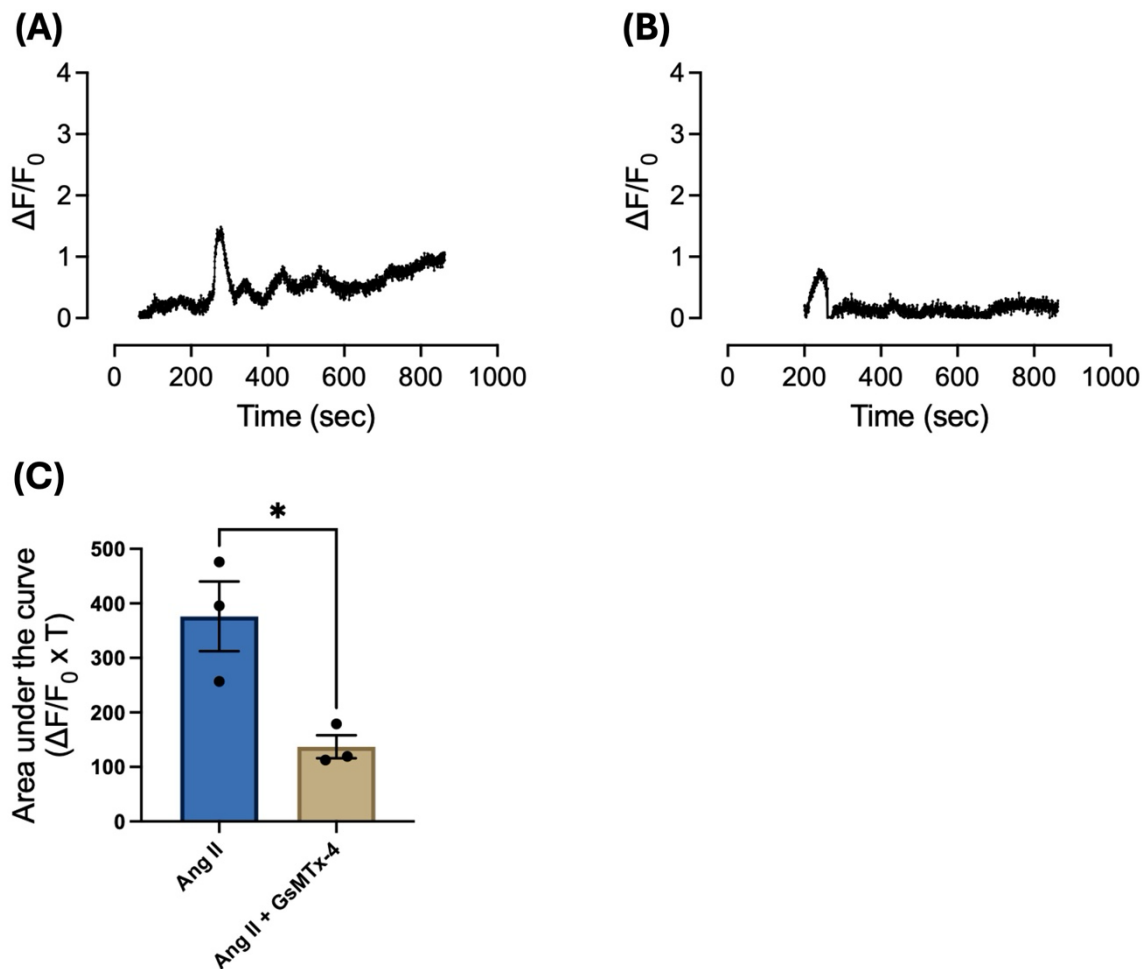 (A)
4
3
2
1
0
ΔF/F₀
0 200 400 600 800 1000
Time (sec)
(B)
4
3
2
1
0
ΔF/F₀
0 200 400 600 800 1000
Time (sec)
(C)
*
500
400
300
200
100
0
Area under the curve
(ΔF/F₀ x T)
Ang II
Ang II + GsMTx-4